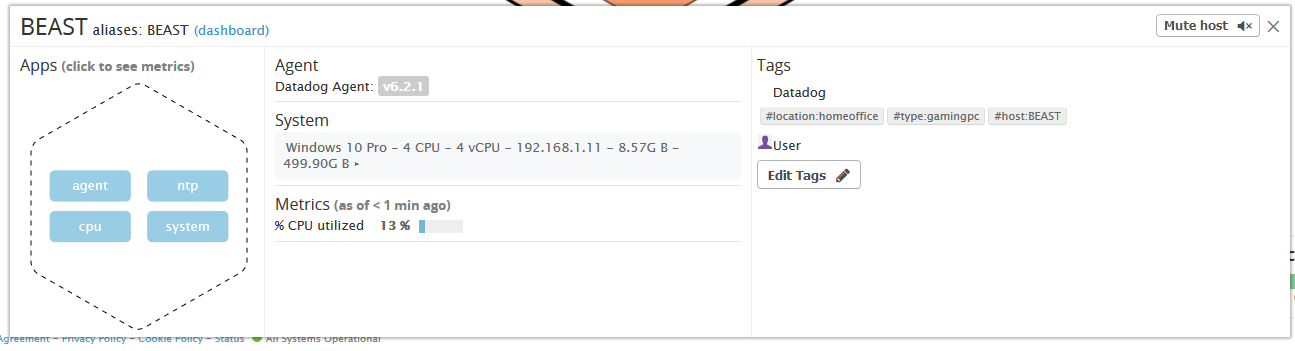 BEAST aliases: BEAST (dashboard)
Mute host
Apps (click to see metrics)
agent
ntp
cpu
system
Agent
Datadog Agent: v6.2.1
System
Windows 10 Pro – 4 CPU – 4 vCPU – 192.168.1.11 – 8.57G B –
499.90G B ▸
Metrics (as of < 1 min ago)
% CPU utilized 13 %
Tags
Datadog
#location:homeoffice #type:gamingpc #host:BEAST
User
Edit Tags
Agreement – Privacy Policy – Cookie Policy – Status All Systems Operational